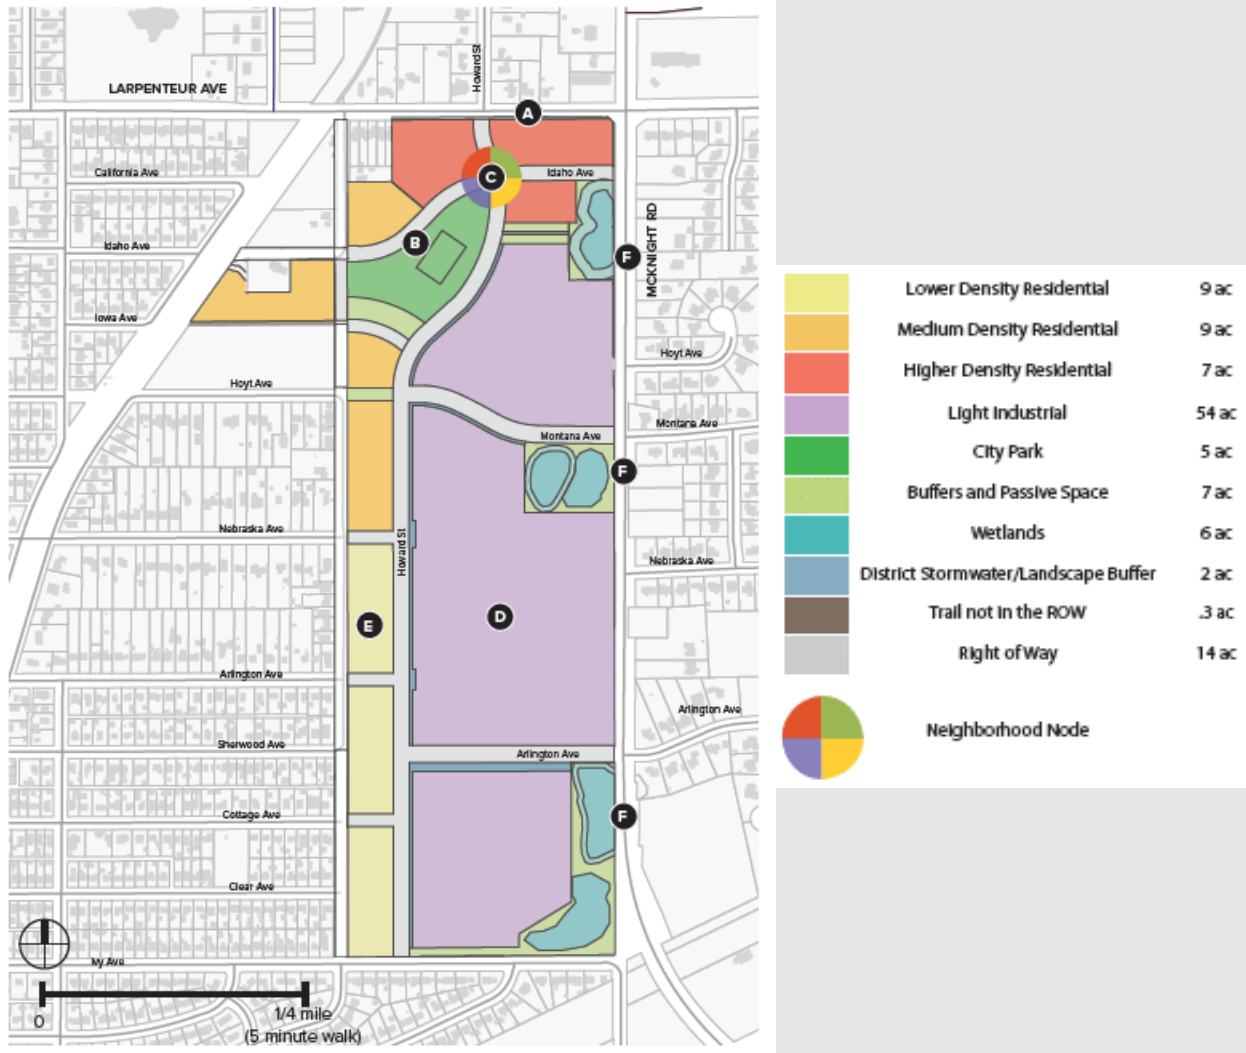 LARPENTEUR AVE
Howard St
A
California Ave
C
Idaho Ave
MCKNIGHT RD
Idaho Ave
B
F
Iowa Ave
Hoyt Ave
Hoyt Ave
Montana Ave
Montana Ave
F
Nebraska Ave
Howard St
Nebraska Ave
D
E
Arlington Ave
Arlington Ave
Sherwood Ave
Arlington Ave
Cottage Ave
F
Clear Ave
Ivy Ave
0
1/4 mile
(5 minute walk)
Lower Density Residential 9 ac
Medium Density Residential 9 ac
Higher Density Residential 7 ac
Light Industrial 54 ac
City Park 5 ac
Buffers and Passive Space 7 ac
Wetlands 6 ac
District Stormwater/Landscape Buffer 2 ac
Trail not in the ROW .3 ac
Right of Way 14 ac
Neighborhood Node